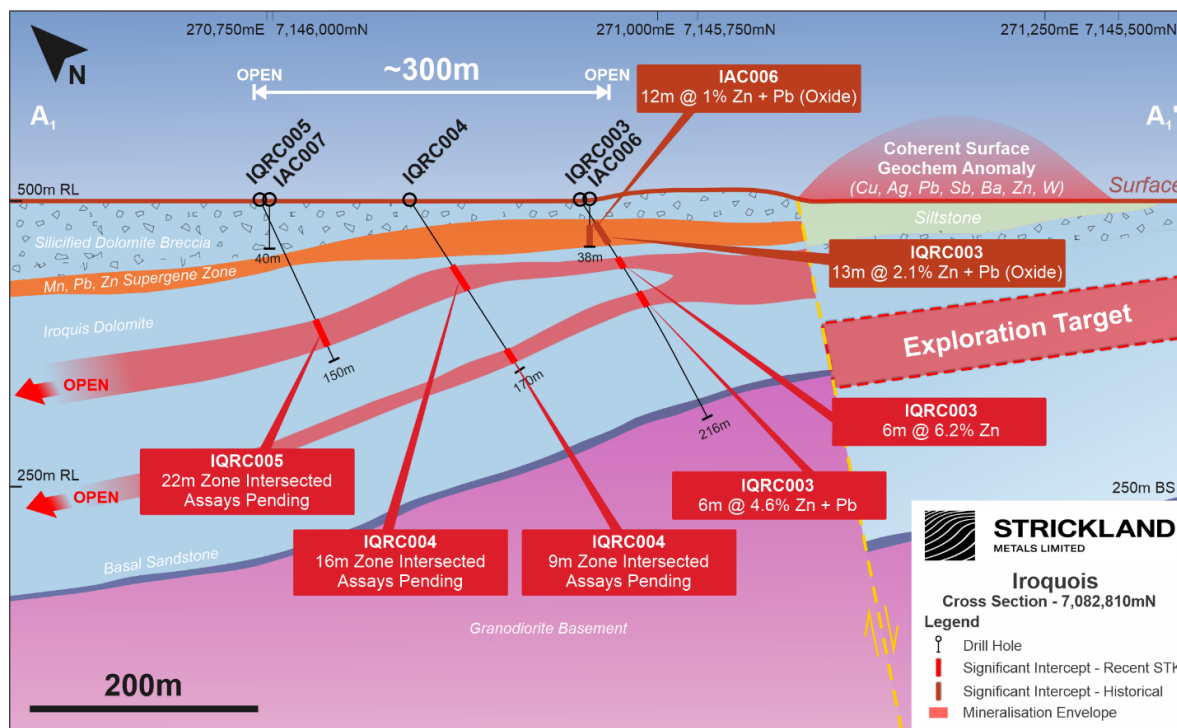 270,750mE 7,146,000mN
271,000mE 7,145,750mN
271,250mE 7,145,500mN
N
~300m
OPEN
OPEN
A1
A1'
IQRC005
IAC007
IQRC004
IQRC003
IAC006
IAC006
12m @ 1% Zn + Pb (Oxide)
Coherent Surface
Geochem Anomaly
(Cu, Ag, Pb, Sb, Ba, Zn, W)
Surface
500m RL
Siltstone
Silicified Dolomite Breccia
40m
38m
IQRC003
13m @ 2.1% Zn + Pb (Oxide)
Mn, Pb, Zn Supergene Zone
Iroquis Dolomite
Exploration Target
OPEN
150m
170m
216m
IQRC003
6m @ 6.2% Zn
IQRC005
22m Zone Intersected
Assays Pending
250m RL
OPEN
IQRC003
6m @ 4.6% Zn + Pb
250m BS
IQRC004
16m Zone Intersected
Assays Pending
IQRC004
9m Zone Intersected
Assays Pending
Basal Sandstone
Granodiorite Basement
STRICKLAND
METALS LIMITED
Iroquois
Cross Section - 7,082,810mN
Legend
Drill Hole
Significant Intercept - Recent STK
Significant Intercept - Historical
Mineralisation Envelope
200m